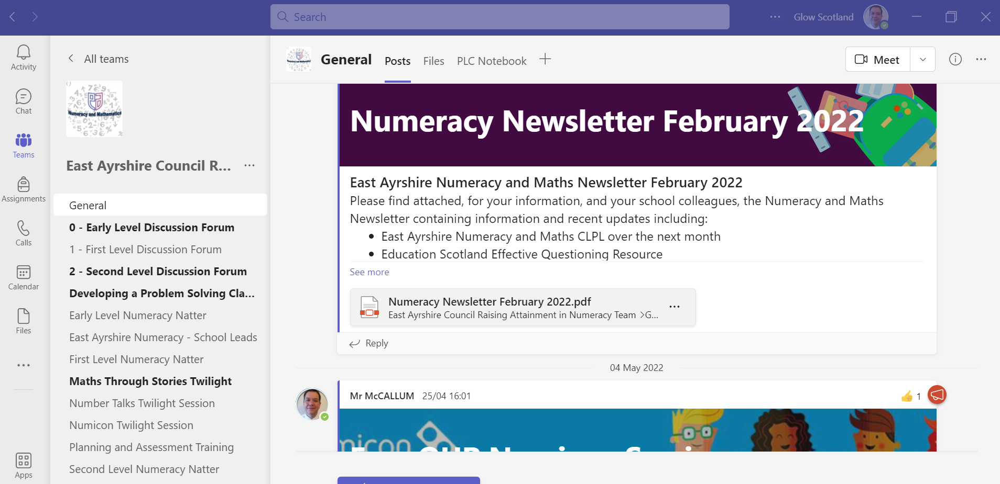 Search
Glow Scotland
Activity
Chat
Teams
Assignments
Calls
Calendar
Files
Apps
All teams
Numeracy and Mathematics
East Ayrshire Council R...
General
0 - Early Level Discussion Forum
1 - First Level Discussion Forum
2 - Second Level Discussion Forum
Developing a Problem Solving Cla...
Early Level Numeracy Natter
East Ayrshire Numeracy - School Leads
First Level Numeracy Natter
Maths Through Stories Twilight
Number Talks Twilight Session
Numicon Twilight Session
Planning and Assessment Training
Second Level Numeracy Natter
General Posts Files PLC Notebook
Meet
Numeracy Newsletter February 2022
East Ayrshire Numeracy and Maths Newsletter February 2022
Please find attached, for your information, and your school colleagues, the Numeracy and Maths
Newsletter containing information and recent updates including:
East Ayrshire Numeracy and Maths CLPL over the next month
Education Scotland Effective Questioning Resource
See more
Numeracy Newsletter February 2022.pdf
East Ayrshire Council Raising Attainment in Numeracy Team >G...
Reply
04 May 2022
Mr McCALLUM 25/04 16:01
1